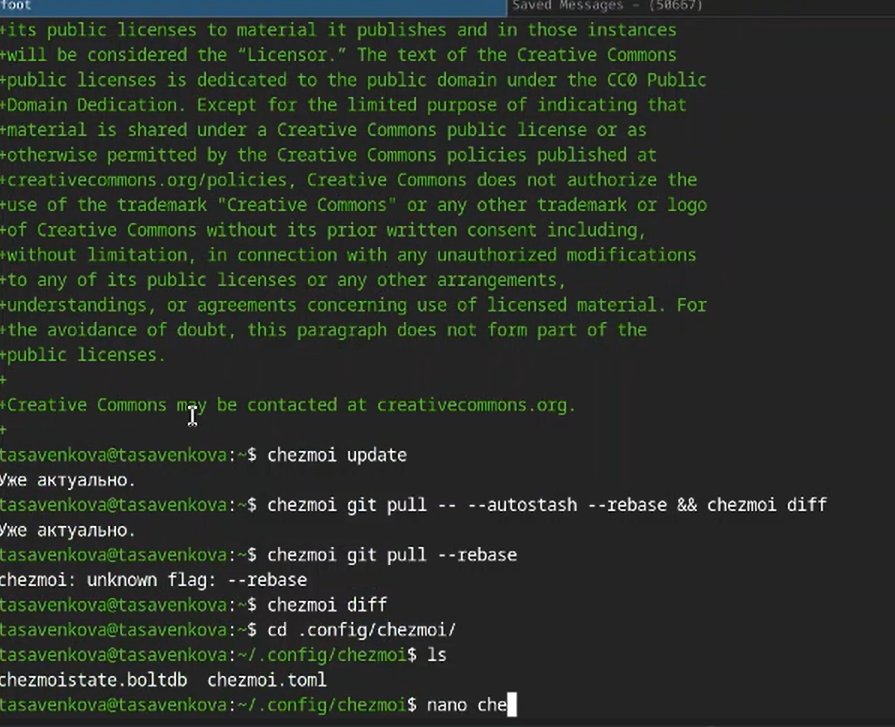 foot
Saved Messages – (50667)
+its public licenses to material it publishes and in those instances
+will be considered the “Licensor.” The text of the Creative Commons
+public licenses is dedicated to the public domain under the CC0 Public
+Domain Dedication. Except for the limited purpose of indicating that
+material is shared under a Creative Commons public license or as
+otherwise permitted by the Creative Commons policies published at
+creativecommons.org/policies, Creative Commons does not authorize the
+use of the trademark "Creative Commons" or any other trademark or logo
+of Creative Commons without its prior written consent including,
+without limitation, in connection with any unauthorized modifications
+to any of its public licenses or any other arrangements,
+understandings, or agreements concerning use of licensed material. For
+the avoidance of doubt, this paragraph does not form part of the
+public licenses.
+
+Creative Commons may be contacted at creativecommons.org.
+
tasavenkova@tasavenkova:~$ chezmoi update
Уже актуально.
tasavenkova@tasavenkova:~$ chezmoi git pull -- --autostash --rebase && chezmoi diff
Уже актуально.
tasavenkova@tasavenkova:~$ chezmoi git pull --rebase
chezmoi: unknown flag: --rebase
tasavenkova@tasavenkova:~$ chezmoi diff
tasavenkova@tasavenkova:~$ cd .config/chezmoi/
tasavenkova@tasavenkova:~/.config/chezmoi$ ls
chezmoistate.boltdb  chezmoi.toml
tasavenkova@tasavenkova:~/.config/chezmoi$ nano che